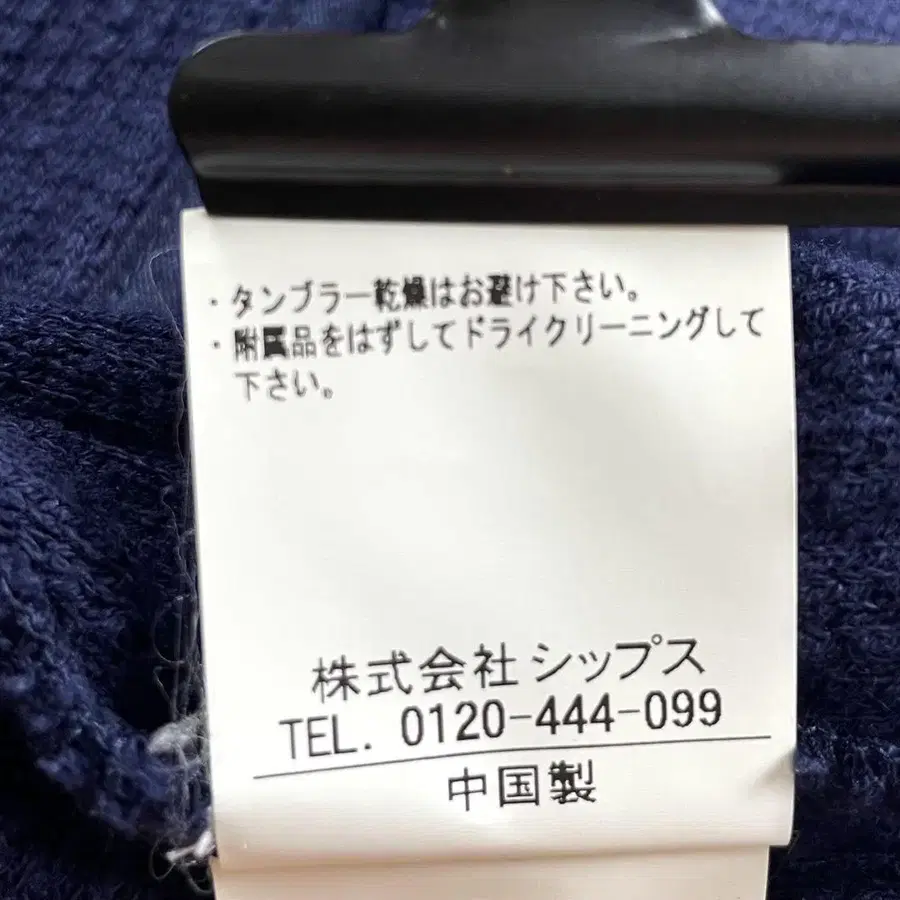 ・タンブラー乾燥はお避け下さい。
・附属品をはずしてドライクリーニングして
下さい。
株式会社シップス
TEL. 0120-444-099
中国製